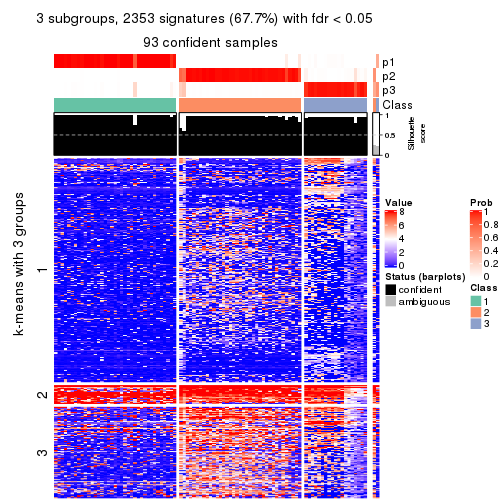 3 subgroups, 2353 signatures (67.7%) with fdr < 0.05
93 confident samples
p1
p2
p3
Class
1
0.5
0
Silhouette
score
k-means with 3 groups
1
2
3
Value
8
6
4
2
0
Status (barplots)
confident
ambiguous
Prob
1
0.8
0.6
0.4
0.2
0
Class
1
2
3